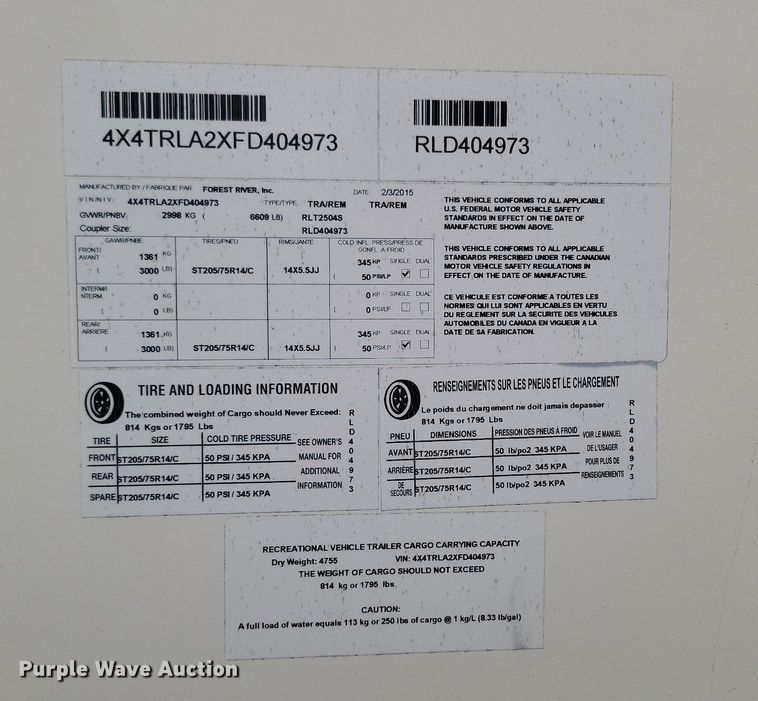 4X4TRLA2XFD404973
RLD404973
MANUFACTURED BY / FABRIQUE PAR FOREST RIVER, Inc. DATE 2/3/2015
V I N / N I V : 4X4TRLA2XFD404973 TYPE/TYPE: TRA/REM TRA/REM
GVWR/PNBV: 2998 KG ( 6609 LB) RLT2504S
Coupler Size: RLD404973
GAWR/PNBE TIRES/PNEU RIMS/JANTE COLD INFL PRESS/PRESS DE GONFL A FROID
FRONT/ AVANT 1361 KG 345 KP SINGLE DUAL
( 3000 LB) ST205/75R14/C 14X5.5JJ ( 50 PSI/LP
INTERM/I NTERM 0 KG 0 KP SINGLE DUAL
( 0 LB) ( 0 PSI/LP
REAR/ ARRIERE 1361 KG 345 KP SINGLE DUAL
( 3000 LB) ST205/75R14/C 14X5.5JJ ( 50 PSI/LP
THIS VEHICLE CONFORMS TO ALL APPLICABLE
U.S. FEDERAL MOTOR VEHICLE SAFETY
STANDARDS IN EFFECT ON THE DATE OF
MANUFACTURE SHOWN ABOVE.
THIS VEHICLE CONFORMS TO ALL APPLICABLE
STANDARDS PRESCRIBED UNDER THE CANADIAN
MOTOR VEHICLE SAFETY REGULATIONS IN
EFFECT ON THE DATE OF MANUFACTURE.
CE VEHICULE EST CONFORME A TOUTES LES
NORMES QUI LUI SONT APPLICABLES EN VERTU
DU REGLEMENT SUR LA SECURITE DES VEHICULES
AUTOMOBILES DU CANADA EN VIGUEUR A LA
DATE DE SA FABRICATION.
TIRE AND LOADING INFORMATION
The combined weight of Cargo should Never Exceed:
814 Kgs or 1795 Lbs
TIRE SIZE COLD TIRE PRESSURE SEE OWNER'S
FRONT ST205/75R14/C 50 PSI / 345 KPA MANUAL FOR
REAR ST205/75R14/C 50 PSI / 345 KPA ADDITIONAL
SPARE ST205/75R14/C 50 PSI / 345 KPA INFORMATION
RLD404973
RENSEIGNEMENTS SUR LES PNEUS ET LE CHARGEMENT
Le poids du chargement ne doit jamais depasser
814 Kgs or 1795 Lbs
PNEU DIMENSIONS PRESSION DES PNEUS A FROID VOIR LE MANUEL
AVANT ST205/75R14/C 50 lb/po2 345 KPA DE L'USAGER
ARRIÈRE ST205/75R14/C 50 lb/po2 345 KPA POUR PLUS DE
DE SECOURS ST205/75R14/C 50 lb/po2 345 KPA RENSEIGNEMENTS
RLD404973
RECREATIONAL VEHICLE TRAILER CARGO CARRYING CAPACITY
Dry Weight: 4755 VIN: 4X4TRLA2XFD404973
THE WEIGHT OF CARGO SHOULD NOT EXCEED
814 kg or 1795 lbs.
CAUTION:
A full load of water equals 113 kg or 250 lbs of cargo @ 1 kg/L (8.33 lb/gal)
Purple Wave Auction